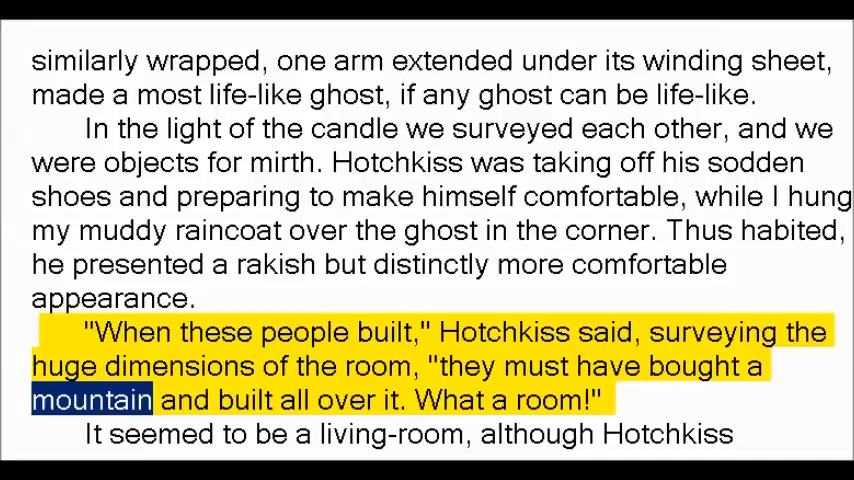 similarly wrapped, one arm extended under its winding sheet,
made a most life-like ghost, if any ghost can be life-like.
In the light of the candle we surveyed each other, and we
were objects for mirth. Hotchkiss was taking off his sodden
shoes and preparing to make himself comfortable, while I hung
my muddy raincoat over the ghost in the corner. Thus habited,
he presented a rakish but distinctly more comfortable
appearance.
"When these people built," Hotchkiss said, surveying the
huge dimensions of the room, "they must have bought a
mountain and built all over it. What a room!"
It seemed to be a living-room, although Hotchkiss